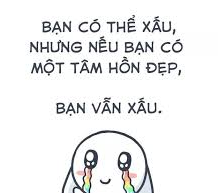 BẠN CÓ THỂ XẤU,
NHƯNG NẾU BẠN CÓ
MỘT TÂM HỒN ĐẸP,
BẠN VẪN XẤU.